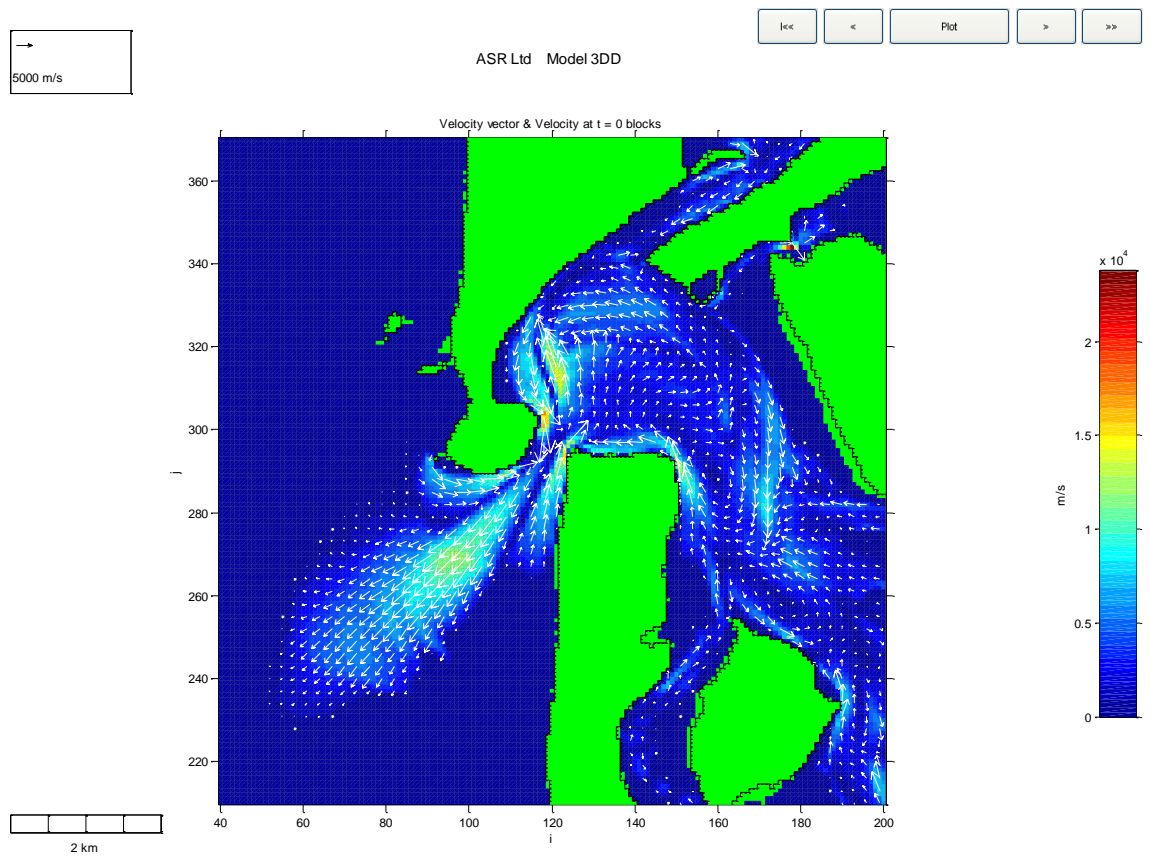 I<< < Plot > >>
5000 m/s
ASR Ltd Model 3DD
Velocity vector & Velocity at t = 0 blocks
360
340
320
300
280
260
240
220
j
40 60 80 100 120 140 160 180 200
i
x 10^4
2
1.5
1
0.5
0
m/s
2 km